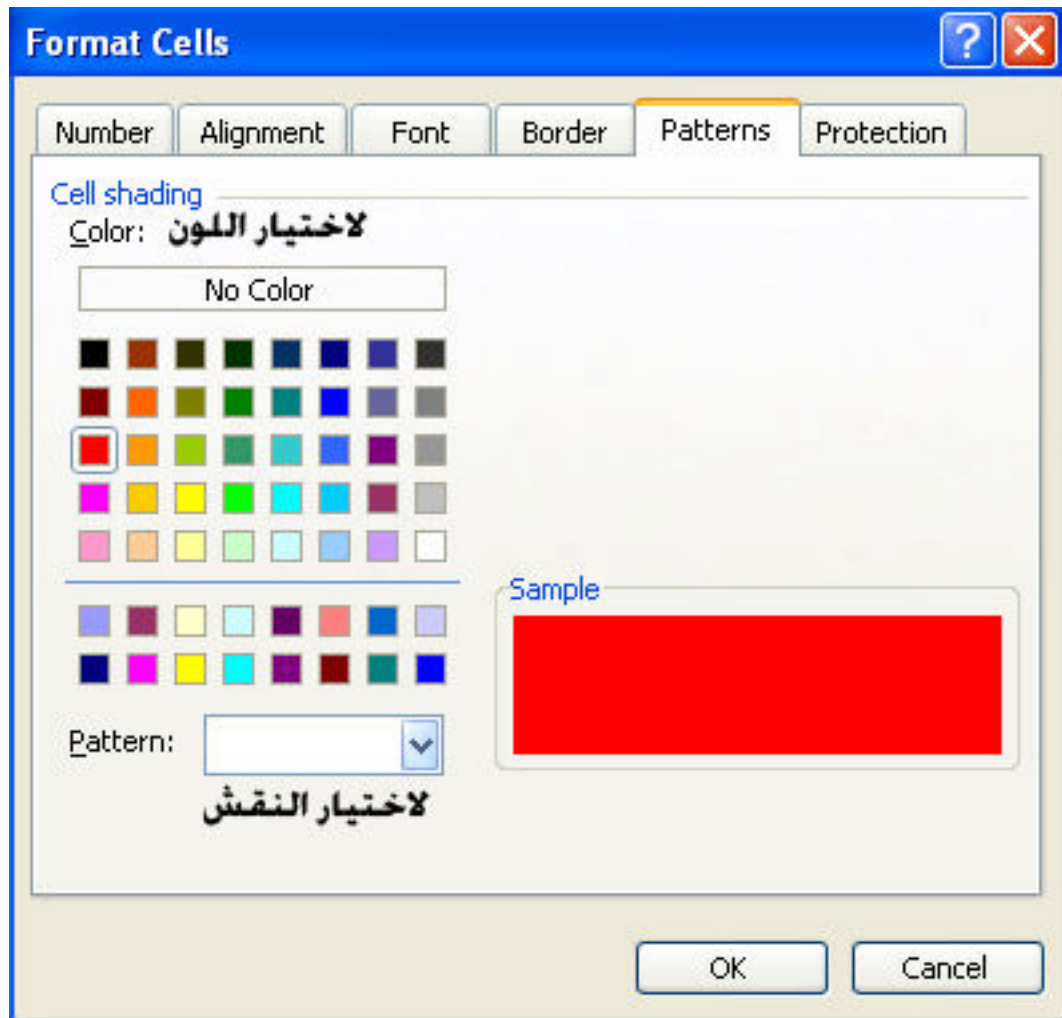 Format Cells
Number Alignment Font Border Patterns Protection
Cell shading
Color: لاختيار اللون
No Color
Sample
Pattern:
لاختيار النقش
OK Cancel